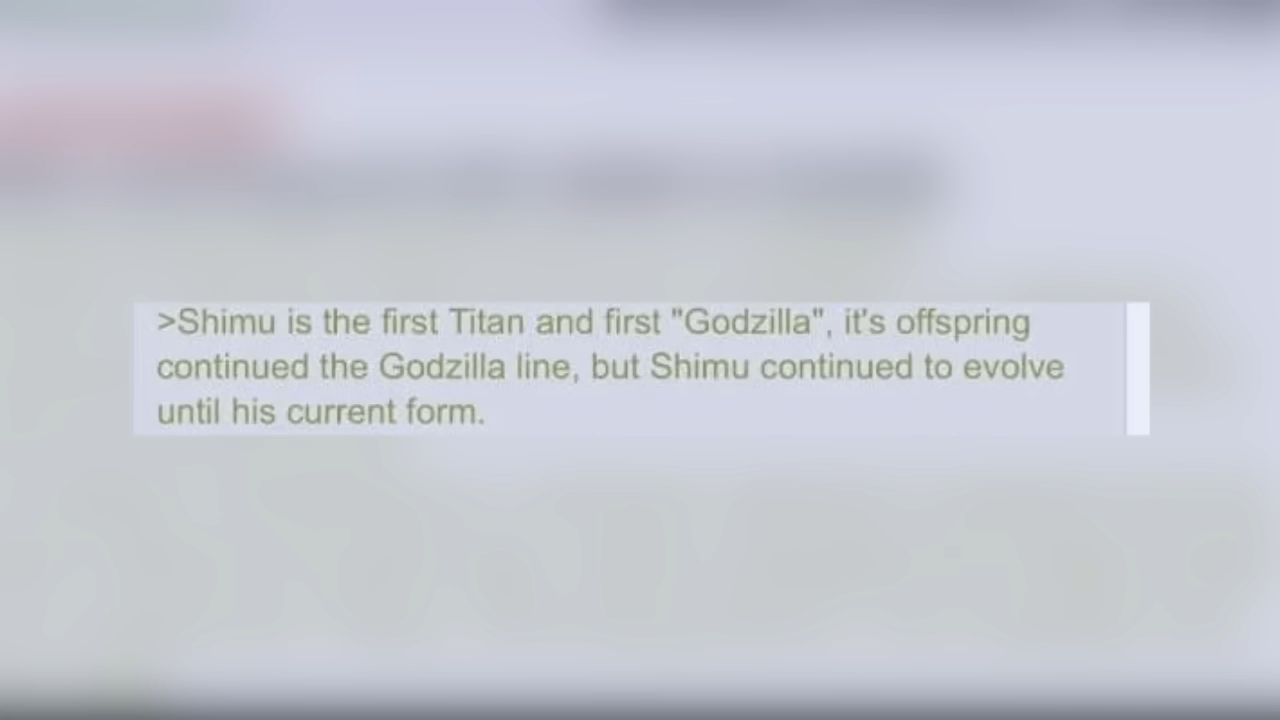 >Shimu is the first Titan and first "Godzilla", it's offspring
continued the Godzilla line, but Shimu continued to evolve
until his current form.